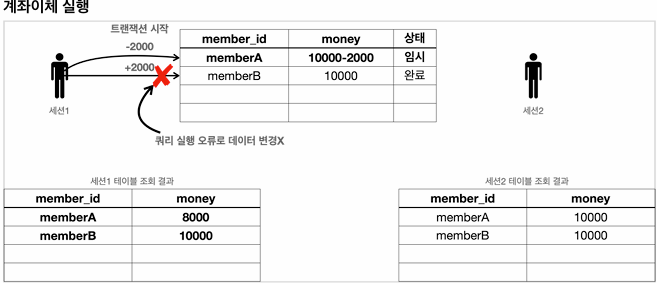 계좌이체 실행
트랜잭션 시작
-2000
+2000
member_id money 상태
memberA 10000-2000 임시
memberB 10000 완료
세션1
세션2
쿼리 실행 오류로 데이터 변경X
세션1 테이블 조회 결과
member_id money
memberA 8000
memberB 10000
세션2 테이블 조회 결과
member_id money
memberA 10000
memberB 10000